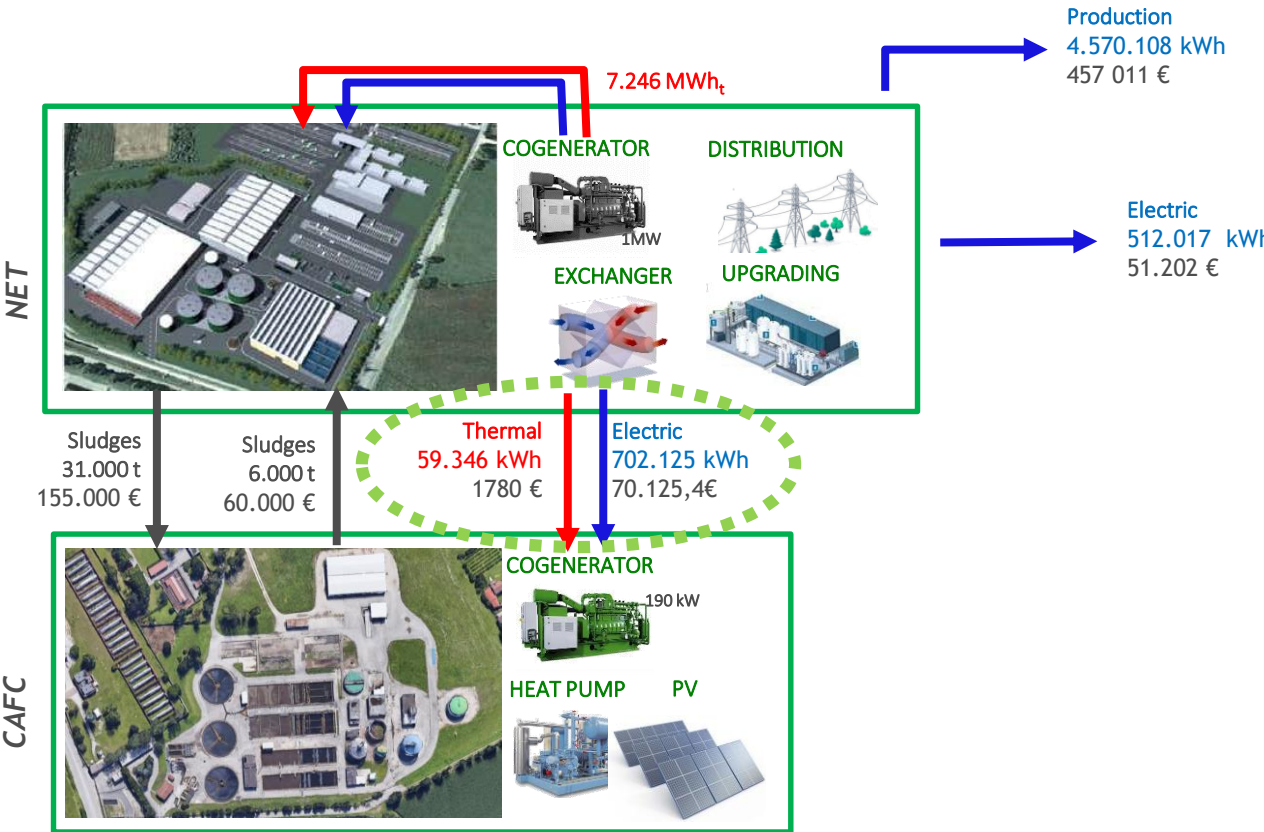 Production
4.570.108 kWh
457 011 €
7.246 MWht
COGENERATOR
DISTRIBUTION
1MW
EXCHANGER
UPGRADING
NET
Electric
512.017 kWh
51.202 €
Sludges
31.000 t
155.000 €
Sludges
6.000 t
60.000 €
Thermal
59.346 kWh
1780 €
Electric
702.125 kWh
70.125,4€
COGENERATOR
190 kW
HEAT PUMP
PV
CAFC